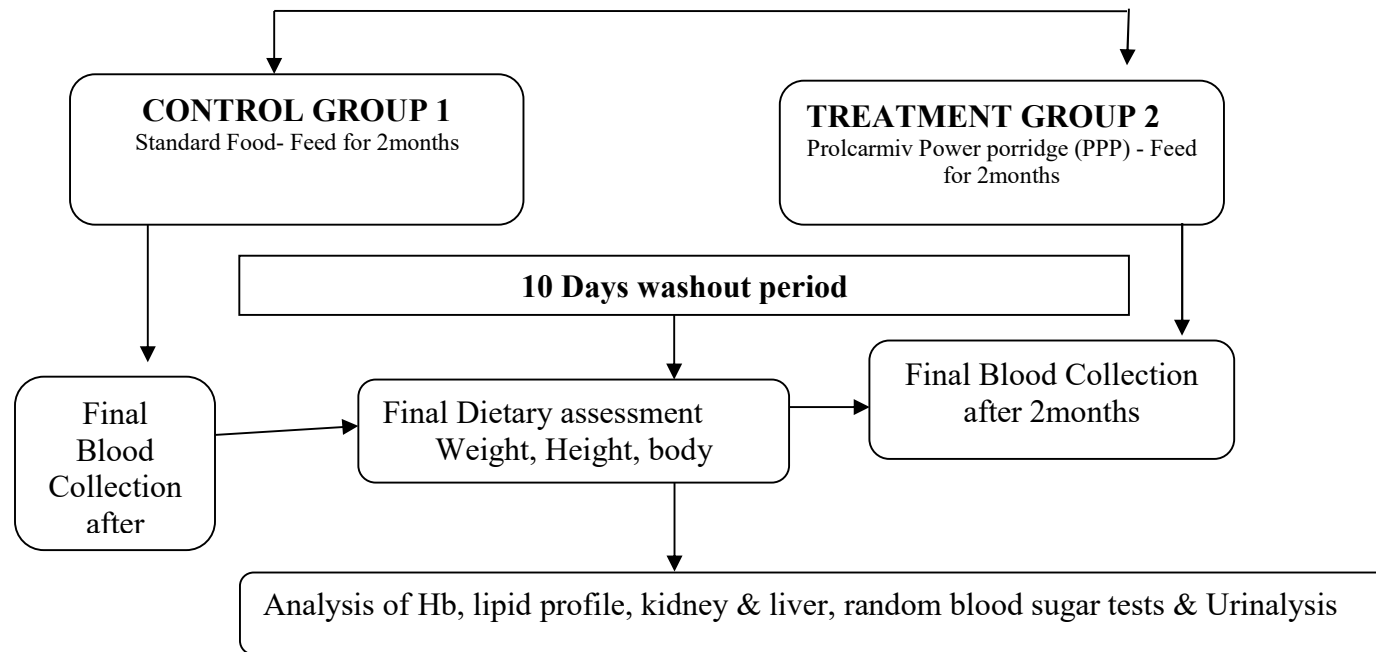 CONTROL GROUP 1
Standard Food- Feed for 2months
TREATMENT GROUP 2
Prolcarmiv Power porridge (PPP) - Feed
for 2months
10 Days washout period
Final
Blood
Collection
after
Final Dietary assessment
Weight, Height, body
Final Blood Collection
after 2months
Analysis of Hb, lipid profile, kidney & liver, random blood sugar tests & Urinalysis